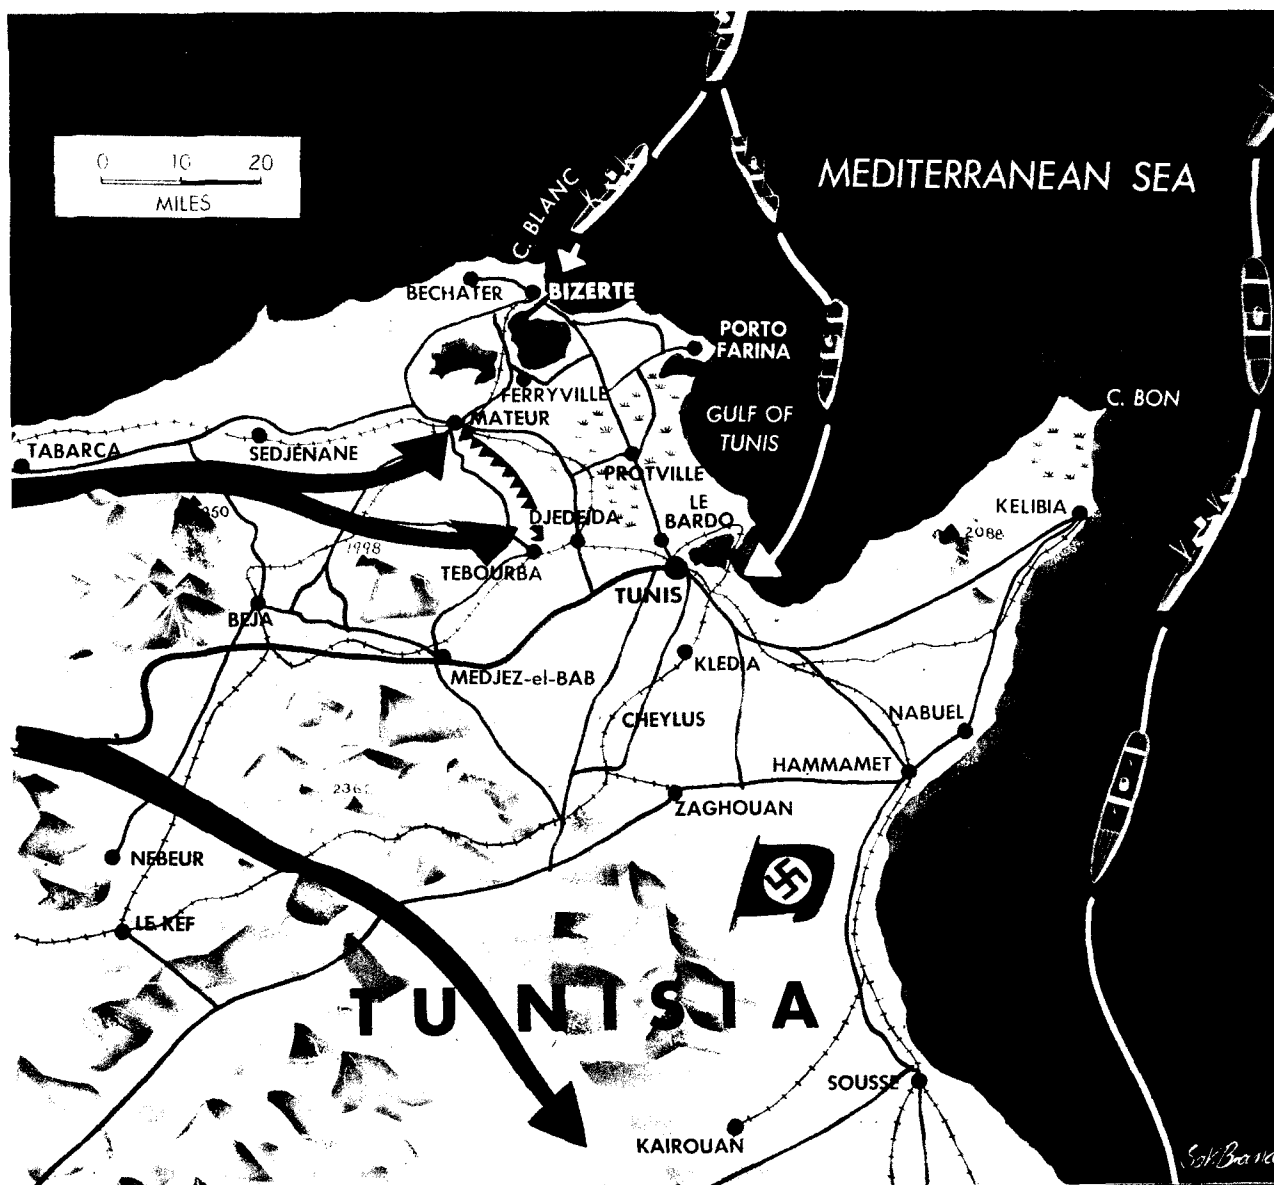 0 10 20
MILES
MEDITERRANEAN SEA
C. BLANC
BECHATER
BIZERTE
PORTO
FARINA
FERRYVILLE
MATEUR
GULF OF
TUNIS
C. BON
TABARCA
SEDJÉNANE
PROTVILLE
LE
BARDO
KELIBIA
DJEDEIDA
1998
2088
TEBOURBA
TUNIS
BEJA
KLEDIA
MEDJEZ-el-BAB
CHEYLUS
NABUEL
HAMMAMET
ZAGHOUAN
NEBEUR
LE KEF
TUNISIA
SOUSSE
KAIROUAN